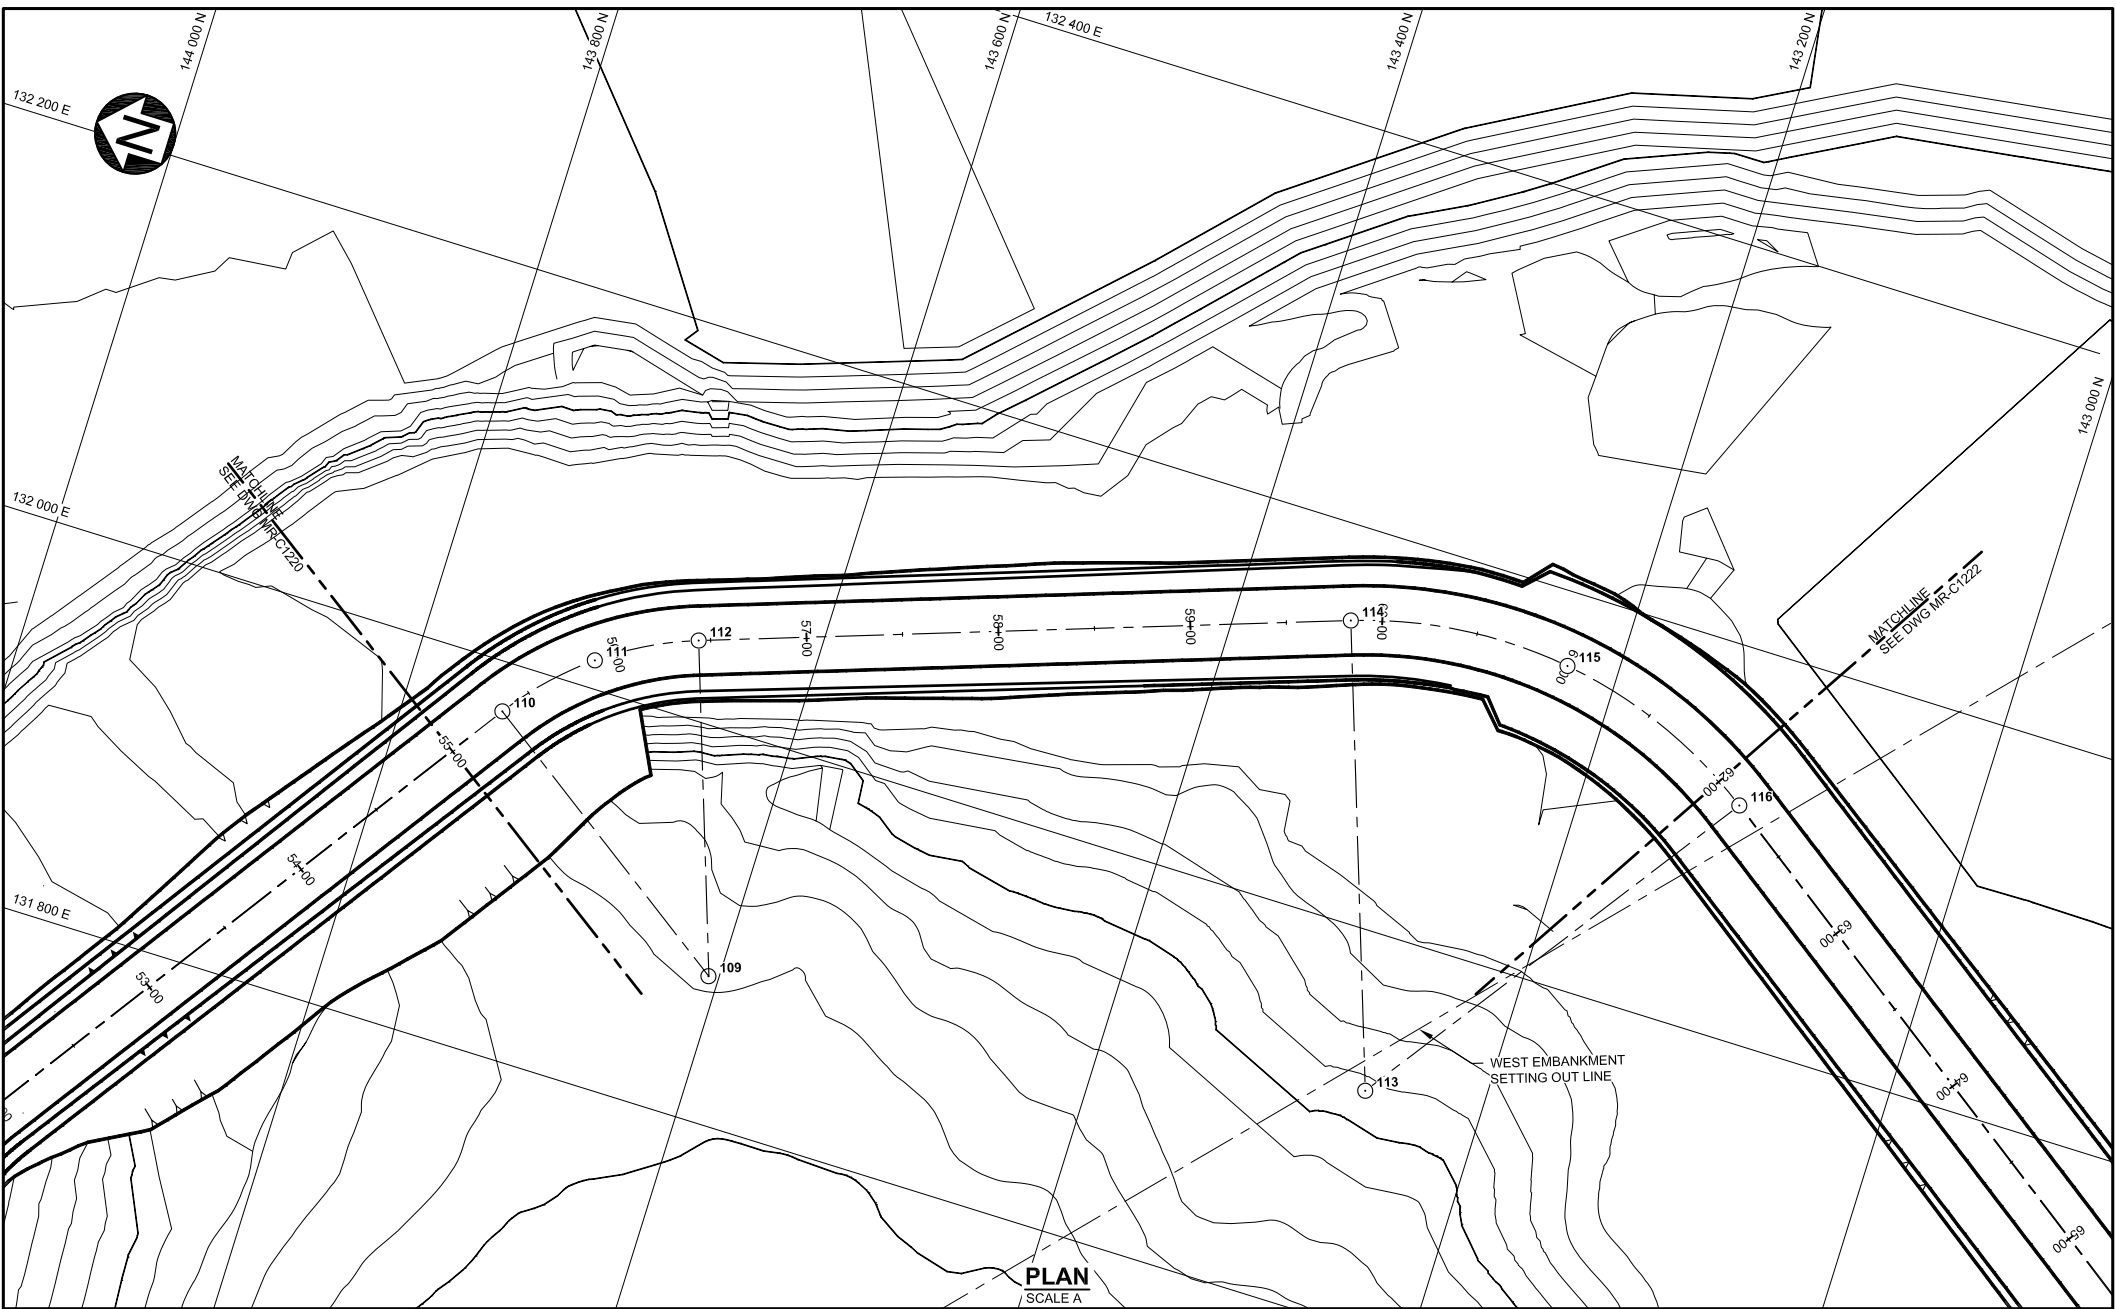 144 000 N
143 800 N
143 600 N
132 400 E
143 400 N
143 200 N
132 200 E
N
143 000 N
MATCHLINE
SEE DWG MR-C1220
132 000 E
MATCHLINE
SEE DWG MR-C1222
114
112
57+00
58+00
59+00
111
115
110
55+00
62+00
116
54+00
131 800 E
63+00
109
53+00
WEST EMBANKMENT
SETTING OUT LINE
113
64+00
65+00
PLAN
SCALE A